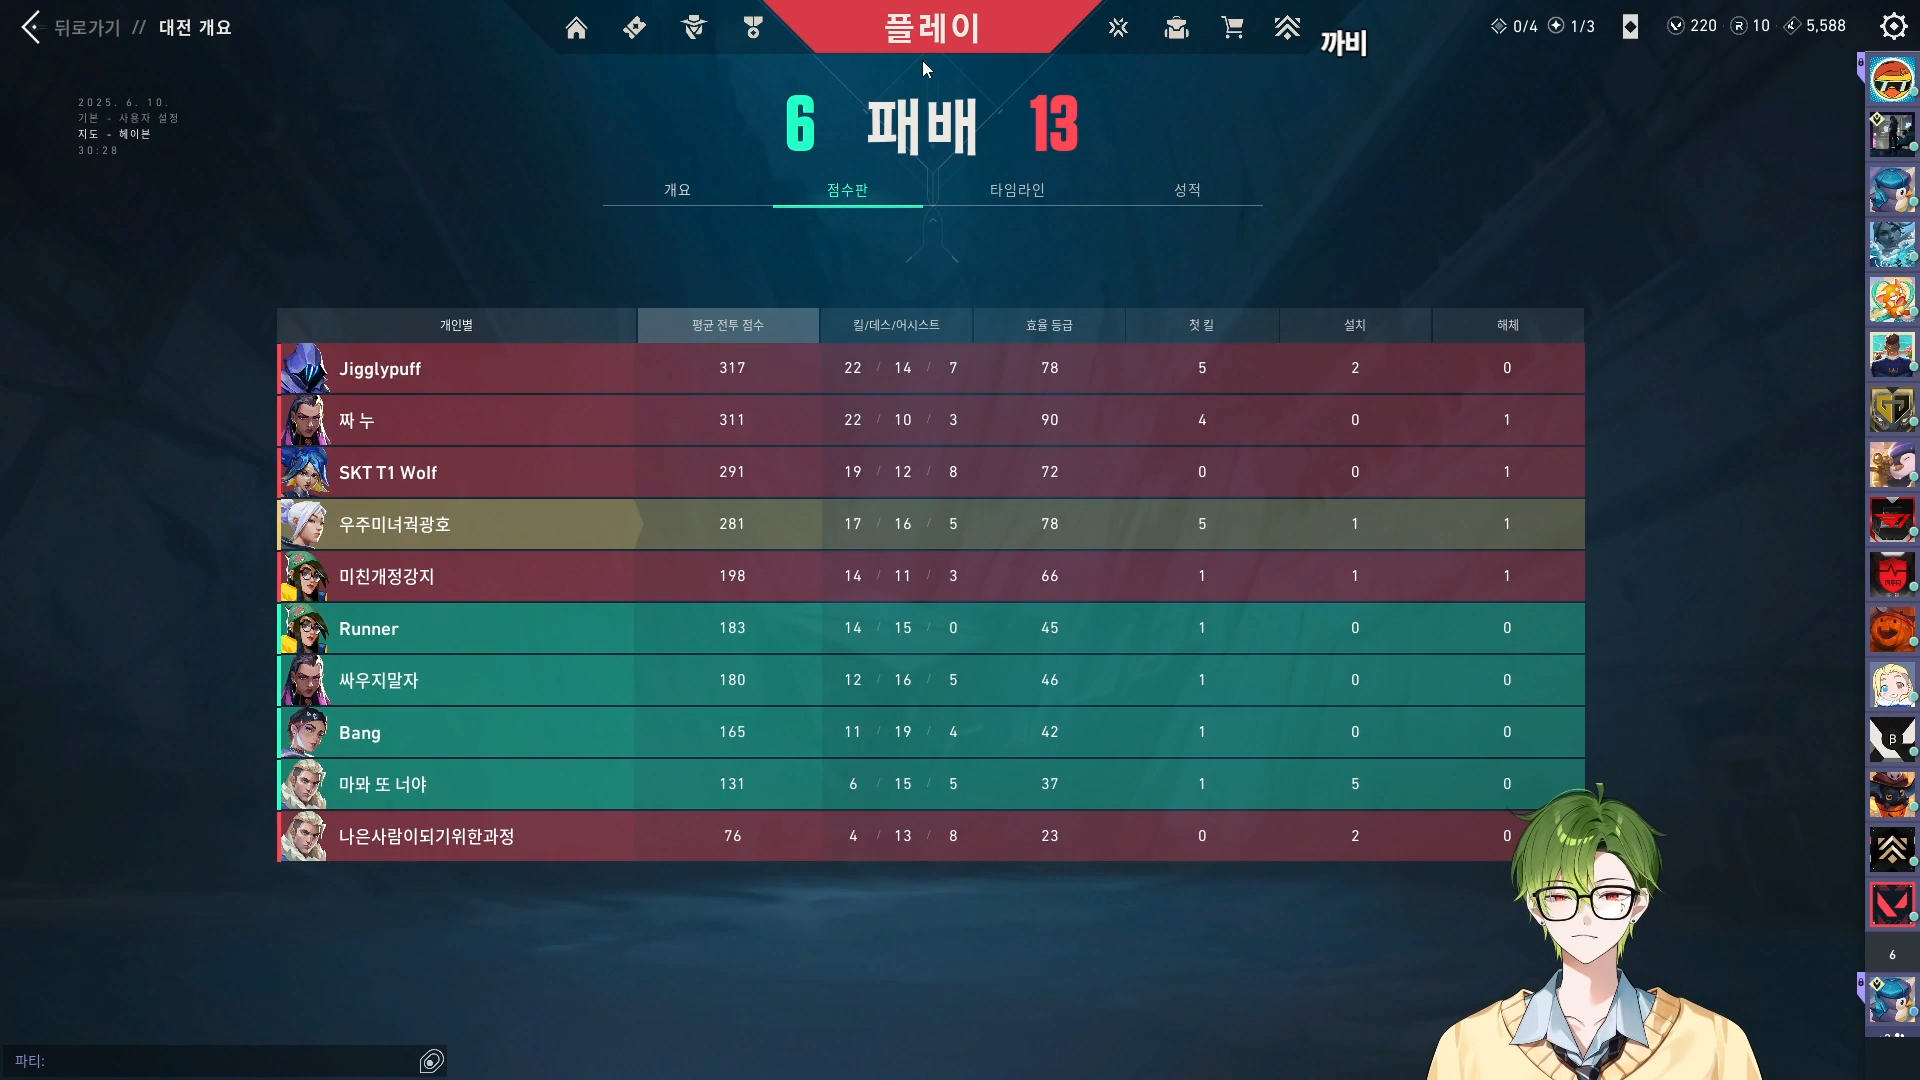 뒤로가기 // 대전 개요
플레이
까비
0/4 1/3 220 10 5,588
2025. 6. 10.
기본 - 사용자 설정
지도 - 헤이븐
30:28
6 패배 13
개요 점수판 타임라인 성적
개인별 평균 전투 점수 킬/데스/어시스트 효율 등급 첫 킬 설치 해체
Jigglypuff 317 22 / 14 / 7 78 5 2 0
짜 누 311 22 / 10 / 3 90 4 0 1
SKT T1 Wolf 291 19 / 12 / 8 72 0 0 1
우주미녀궉광호 281 17 / 16 / 5 78 5 1 1
미친개정강지 198 14 / 11 / 3 66 1 1 1
Runner 183 14 / 15 / 0 45 1 0 0
싸우지말자 180 12 / 16 / 5 46 1 0 0
Bang 165 11 / 19 / 4 42 1 0 0
마뫄 또 너야 131 6 / 15 / 5 37 1 5 0
나은사람이되기위한과정 76 4 / 13 / 8 23 0 2 0
6
파티: